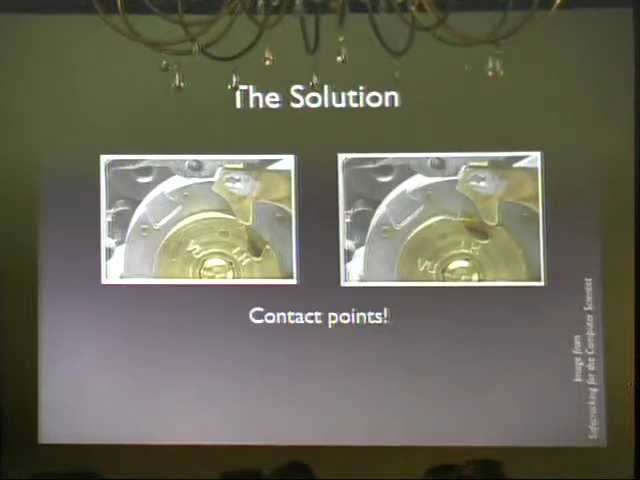 The Solution
Contact points!
Image from
Safecracking for the Computer Scientist